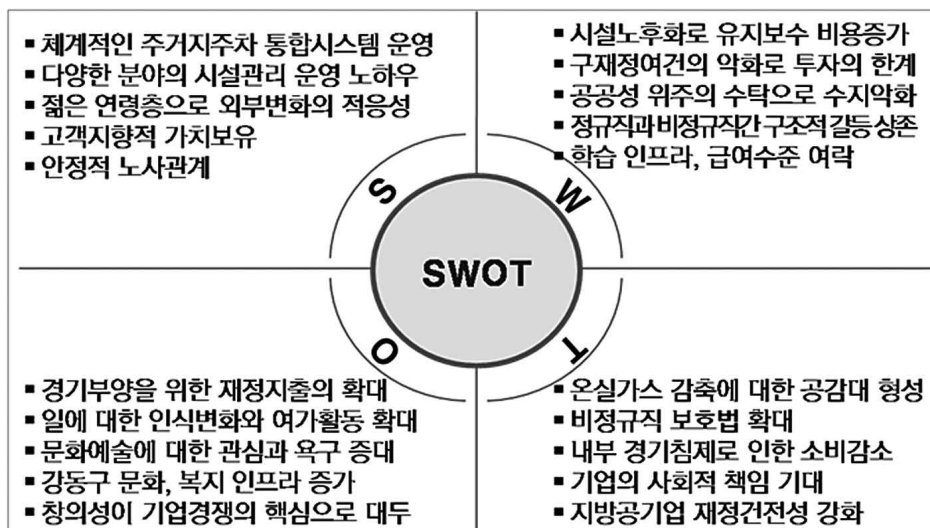 ▪ 체계적인 주거지주차 통합시스템 운영
▪ 다양한 분야의 시설관리 운영 노하우
▪ 젊은 연령층으로 외부변화의 적응성
▪ 고객지향적 가치보유
▪ 안정적 노사관계
▪ 시설노후화로 유지보수 비용증가
▪ 구재정여건의 악화로 투자의 한계
▪ 공공성 위주의 수탁으로 수지악화
▪ 정규직과 비정규직간 구조적 갈등 상존
▪ 학습 인프라, 급여수준 여락
S
W
SWOT
O
T
▪ 경기부양을 위한 재정지출의 확대
▪ 일에 대한 인식변화와 여가활동 확대
▪ 문화예술에 대한 관심과 욕구 증대
▪ 강동구 문화, 복지 인프라 증가
▪ 창의성이 기업경쟁의 핵심으로 대두
▪ 온실가스 감축에 대한 공감대 형성
▪ 비정규직 보호법 확대
▪ 내부 경기침제로 인한 소비감소
▪ 기업의 사회적 책임 기대
▪ 지방공기업 재정건전성 강화